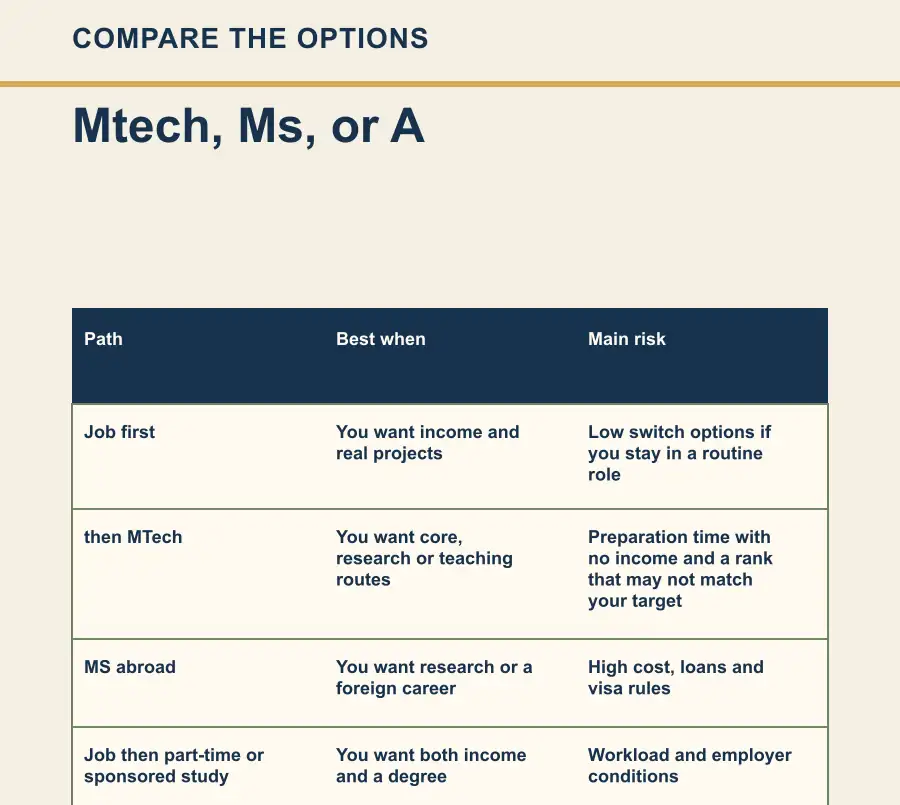 COMPARE THE OPTIONS
Mtech, Ms, or A
Path
Best when
Main risk
Job first
You want income and
real projects
Low switch options if
you stay in a routine
role
then MTech
You want core,
research or teaching
routes
Preparation time with
no income and a rank
that may not match
your target
MS abroad
You want research or a
foreign career
High cost, loans and
visa rules
Job then part-time or
sponsored study
You want both income
and a degree
Workload and employer
conditions